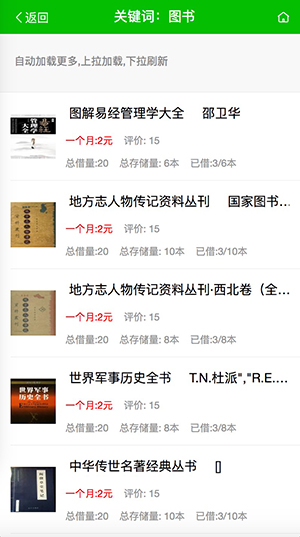 返回
关键词：图书
自动加载更多,上拉加载,下拉刷新
图解易经管理学大全 邵卫华
一个月:2元 评价: 15
总借量:20 总存储量: 6本 已借:3/6本
地方志人物传记资料丛刊 国家图书...
一个月:2元 评价: 15
总借量:20 总存储量: 10本 已借:3/10本
地方志人物传记资料丛刊·西北卷（全...
一个月:2元 评价: 15
总借量:20 总存储量: 8本 已借:3/8本
世界军事历史全书 T.N.杜派","R.E....
一个月:2元 评价: 15
总借量:20 总存储量: 8本 已借:3/8本
世界军事
历史全书
中华传世名著经典丛书 []
一个月:2元 评价: 15
总借量:20 总存储量: 10本 已借:3/10本